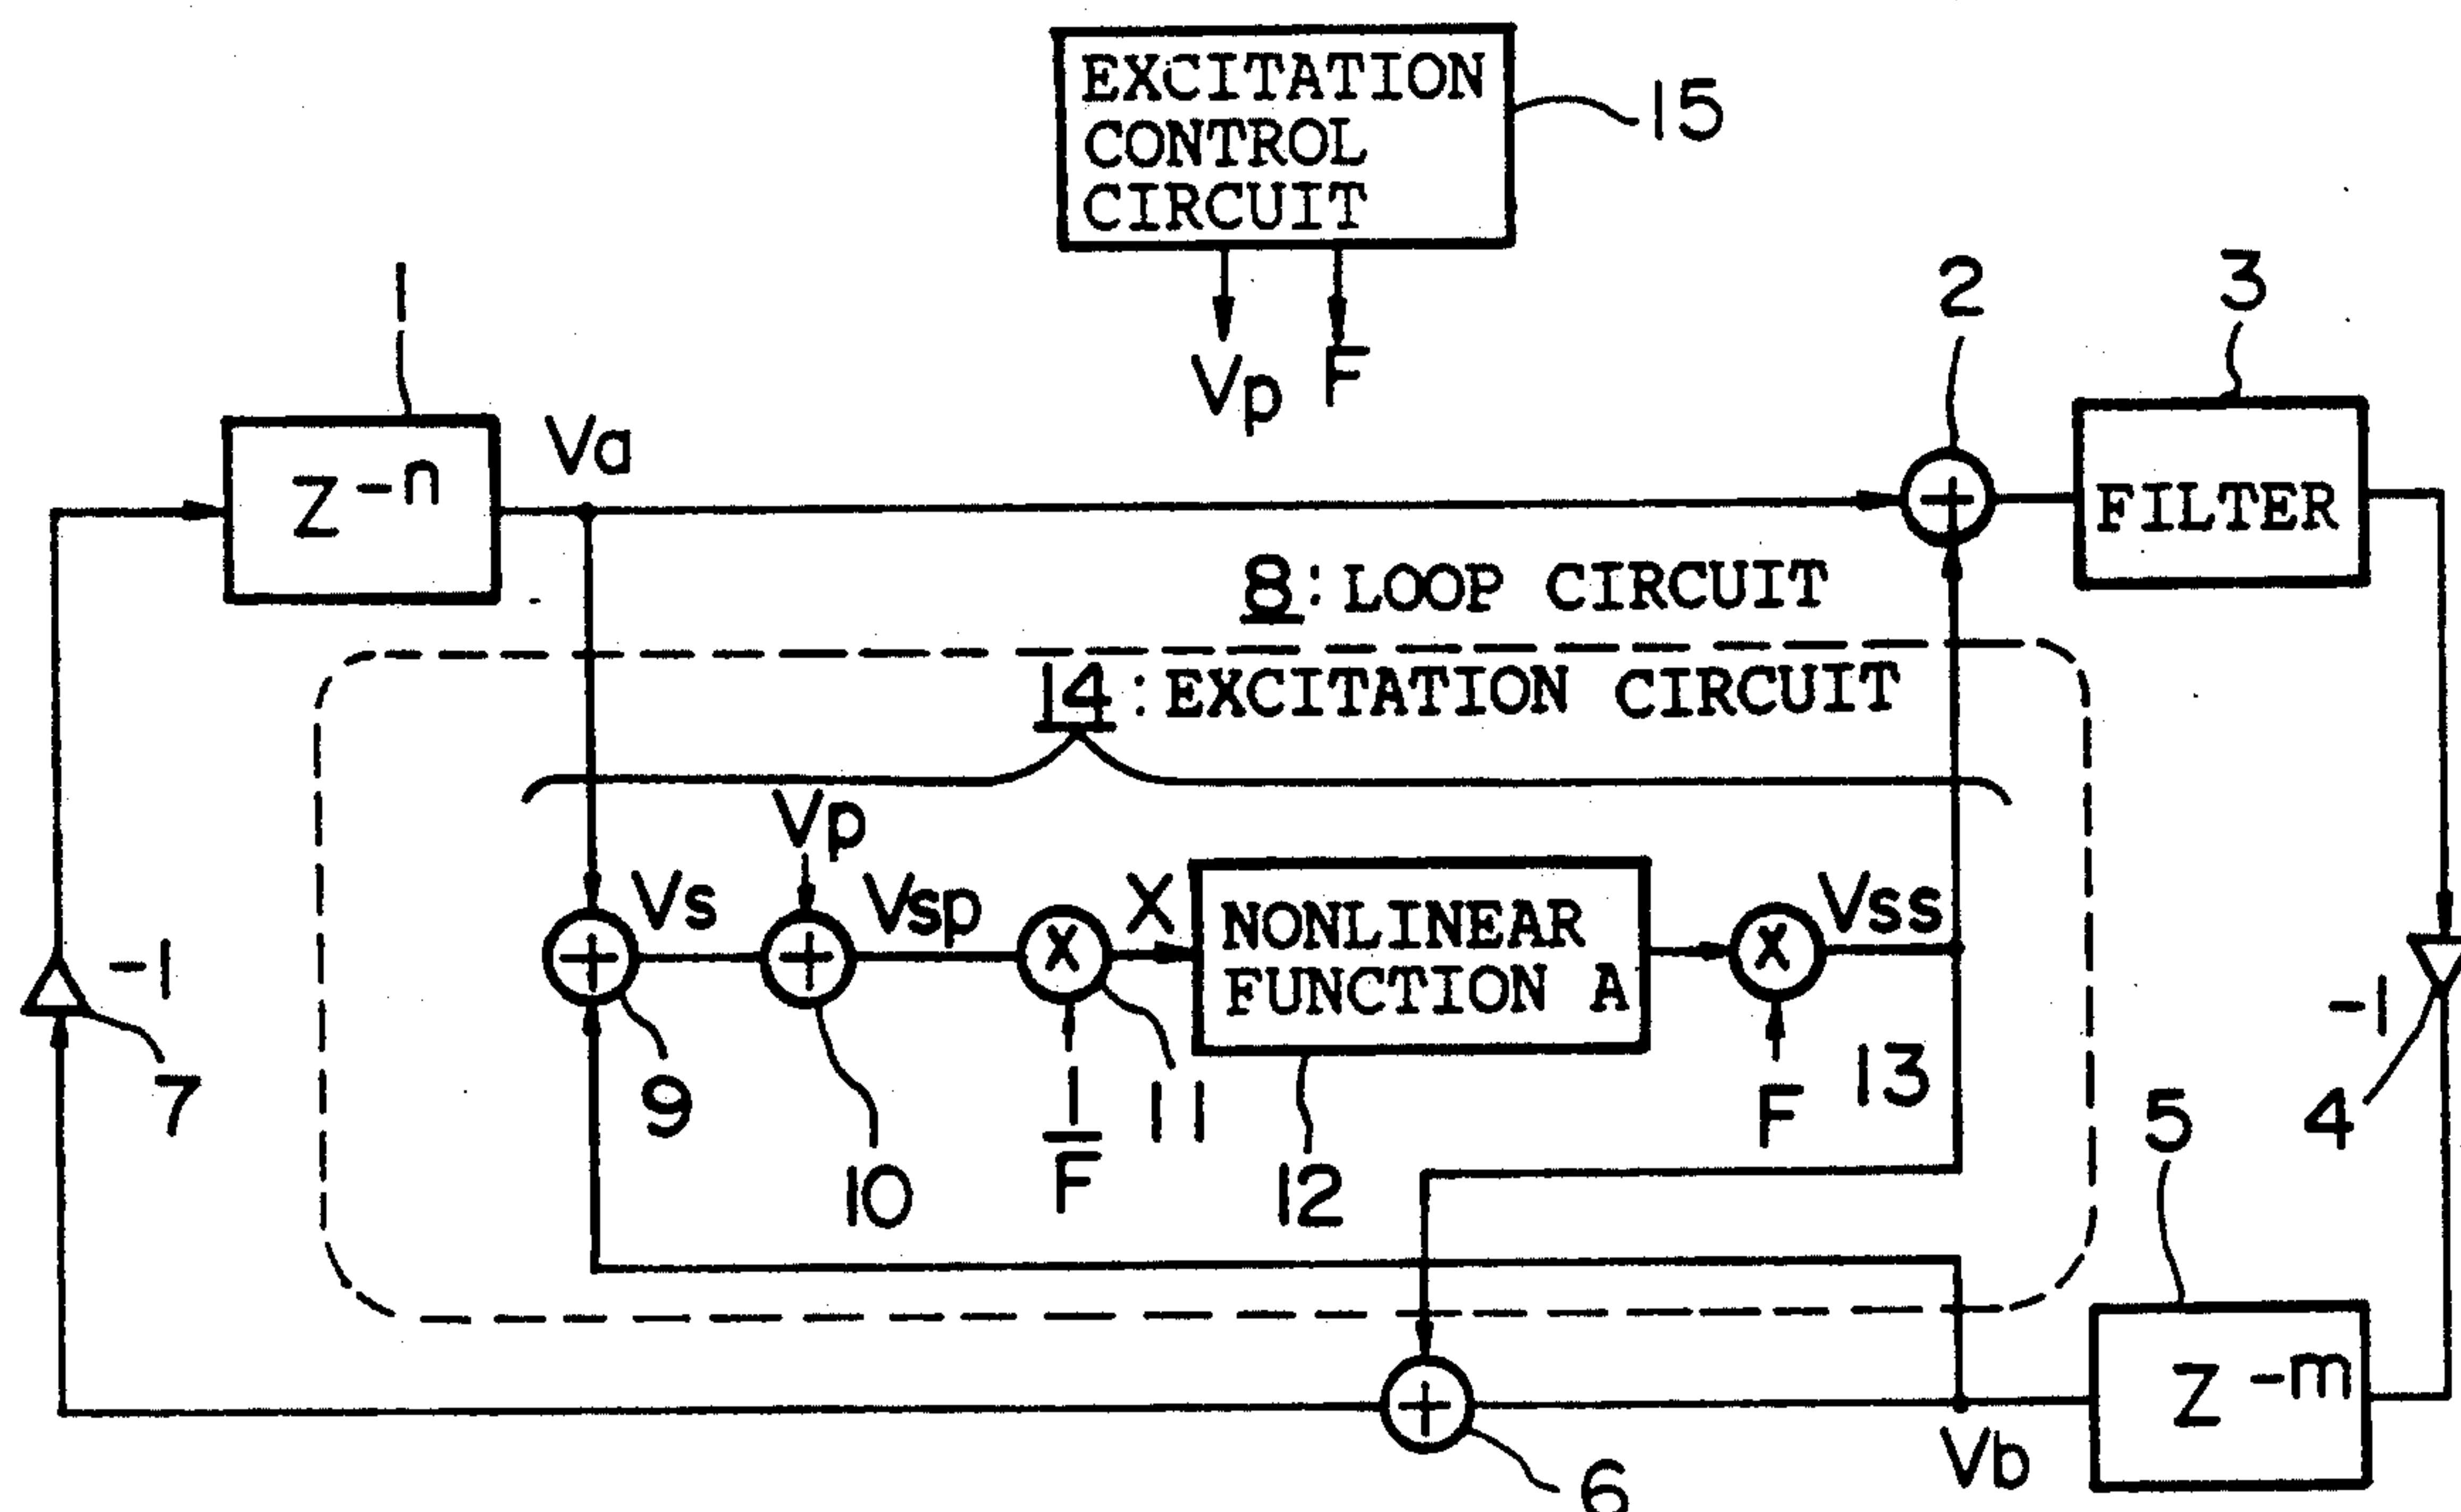 EXCITATION
CONTROL
CIRCUIT
15
Vp F
1
2
3
Va
Z⁻ⁿ
FILTER
8: LOOP CIRCUIT
14: EXCITATION CIRCUIT
Vp
Vs
Vsp
X
NONLINEAR
FUNCTION A
Vss
-1
7
9
10
1/F
11
12
F
13
-1
4
5
Z⁻ᵐ
Vb
6